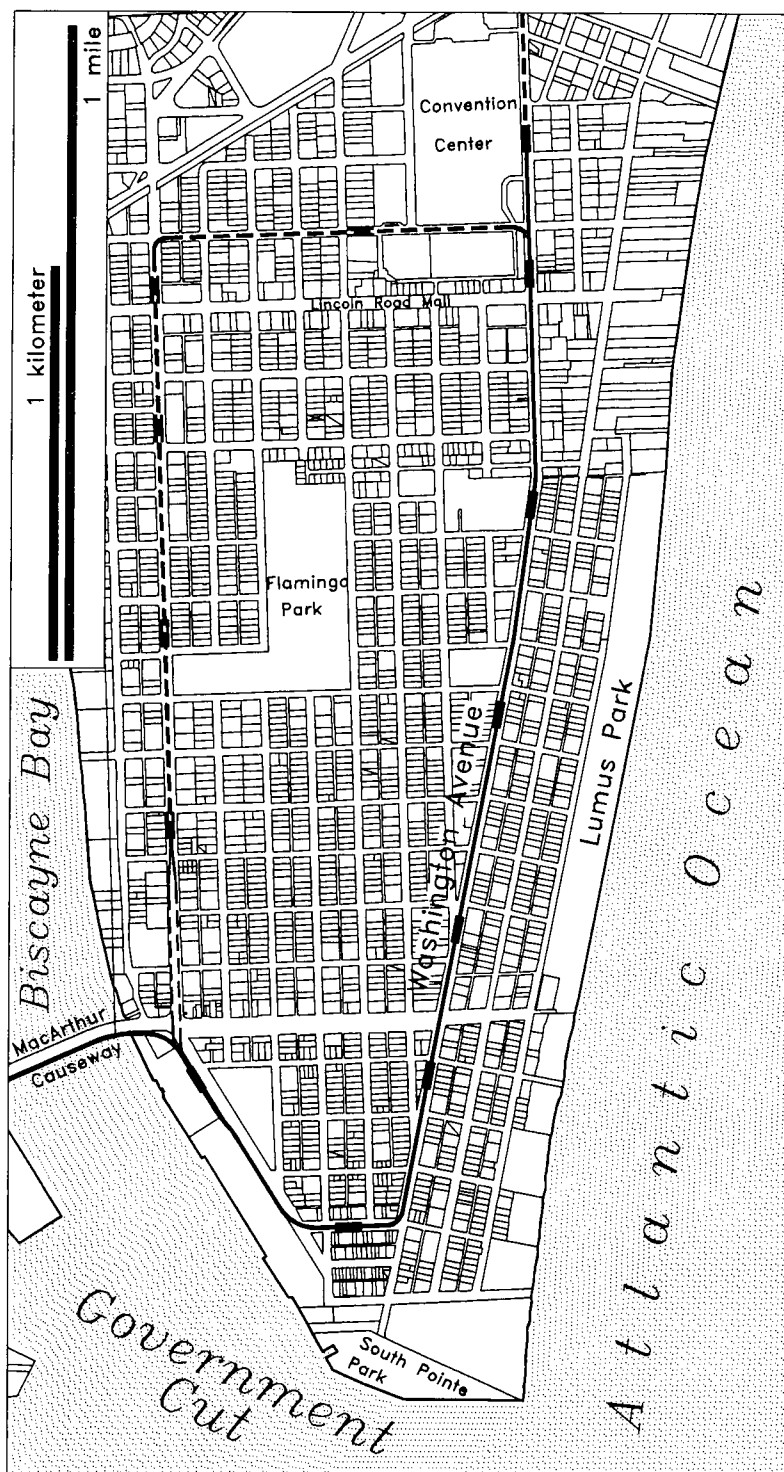 1 mile
1 kilometer
Convention
Center
Lincoln Road Mall
Flamingo
Park
Biscayne Bay
Washington Avenue
Lumus Park
Atlantic Ocean
MacArthur
Causeway
South Pointe
Park
Government
Cut